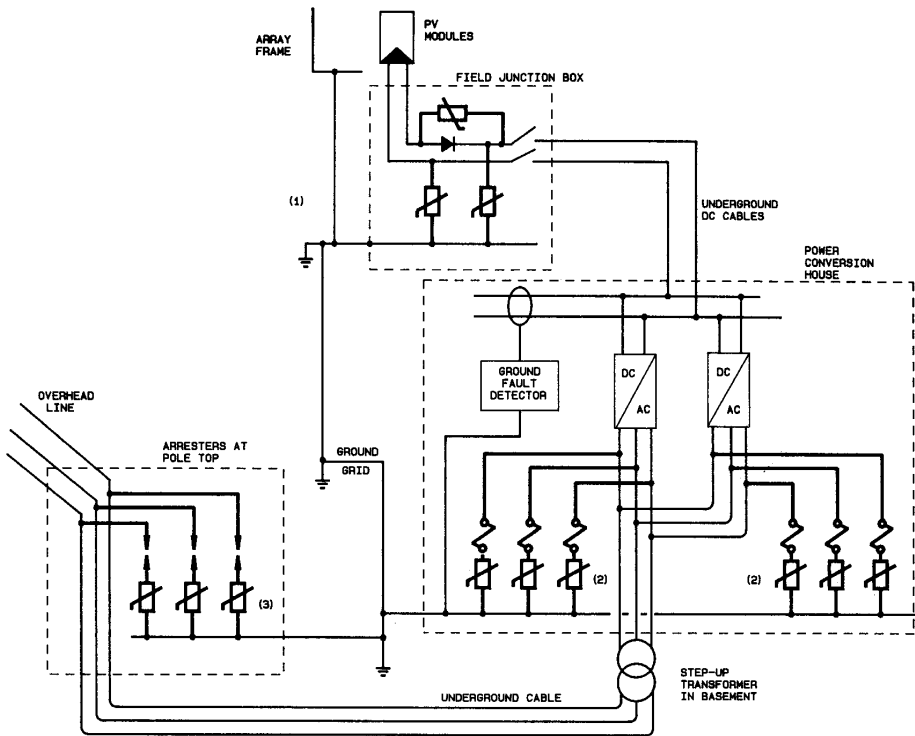 ARRAY
FRAME
PV
MODULES
FIELD JUNCTION BOX
(1)
UNDERGROUND
DC CABLES
POWER
CONVERSION
HOUSE
GROUND
FAULT
DETECTOR
DC
AC
DC
AC
OVERHEAD
LINE
ARRESTERS AT
POLE TOP
GROUND
GRID
(3)
(2)
(2)
STEP-UP
TRANSFORMER
IN BASEMENT
UNDERGROUND CABLE